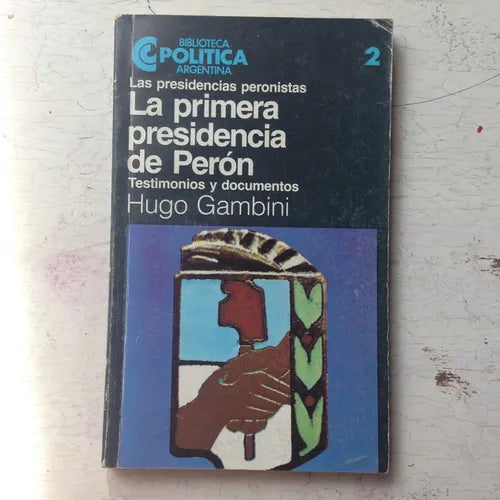 BIBLIOTECA
POLITICA
ARGENTINA
2
Las presidencias peronistas
La primera
presidencia
de Perón
Testimonios y documentos
Hugo Gambini